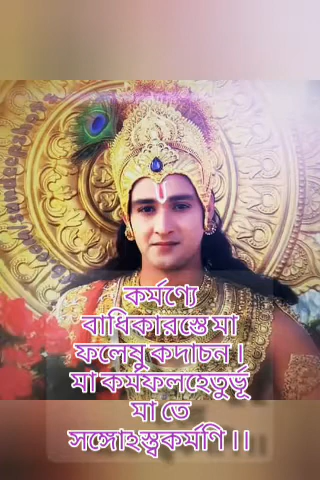 কর্মণ্যে
বাধিকারস্তে মা
ফলেষু কদাচন ।
মা কর্মফলহেতুর্ভূ
মা তে
সঙ্গোঽস্ত্বকর্মণি ।।